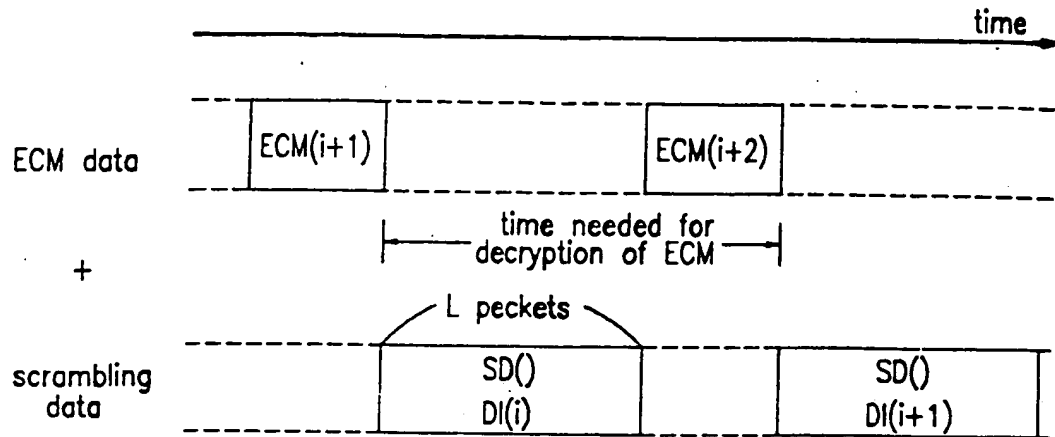 time
ECM data
ECM(i+1)
ECM(i+2)
time needed for
decryption of ECM
+
L peckets
scrambling
data
SD()
DI(i)
SD()
DI(i+1)